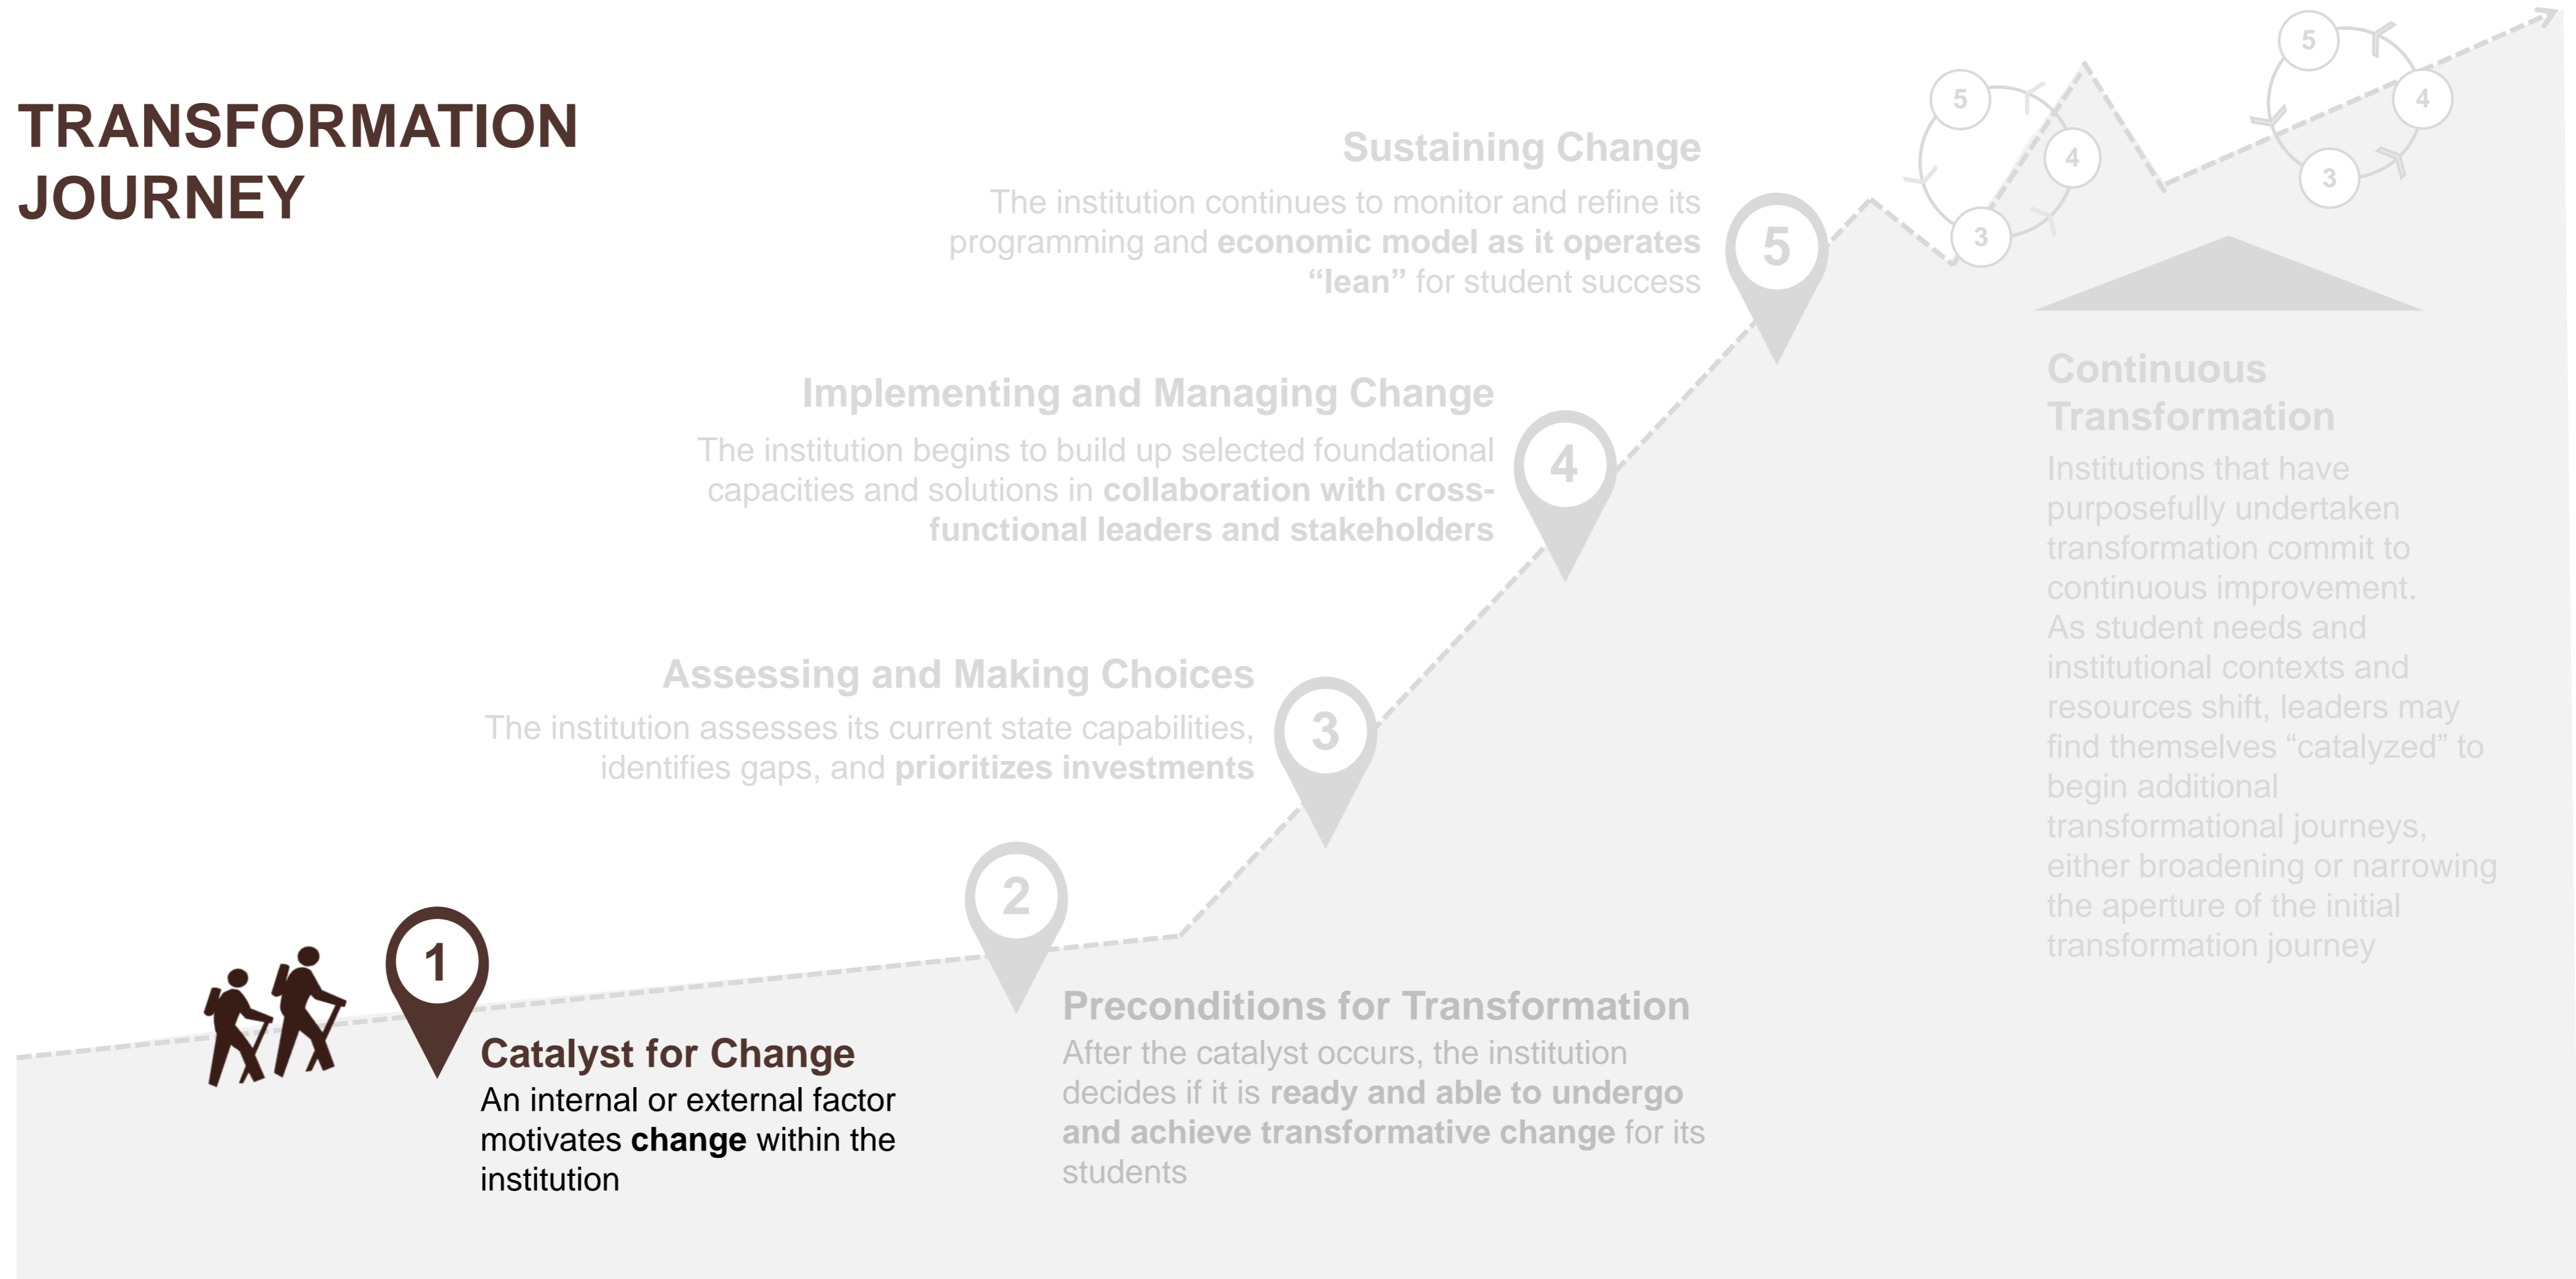 TRANSFORMATION
JOURNEY
1
Catalyst for Change
An internal or external factor
motivates change within the
institution
2
Preconditions for Transformation
After the catalyst occurs, the institution
decides if it is ready and able to undergo
and achieve transformative change for its
students
3
Assessing and Making Choices
The institution assesses its current state capabilities,
identifies gaps, and prioritizes investments
4
Implementing and Managing Change
The institution begins to build up selected foundational
capacities and solutions in collaboration with cross-
functional leaders and stakeholders
5
Sustaining Change
The institution continues to monitor and refine its
programming and economic model as it operates
“lean” for student success
5
4
3
5
4
3
Continuous
Transformation
Institutions that have
purposefully undertaken
transformation commit to
continuous improvement.
As student needs and
institutional contexts and
resources shift, leaders may
find themselves “catalyzed” to
begin additional
transformational journeys,
either broadening or narrowing
the aperture of the initial
transformation journey